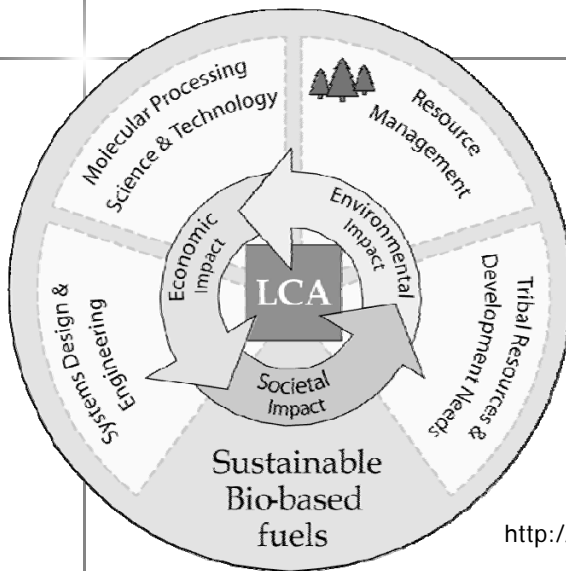 Molecular Processing
Science & Technology
Resource
Management
Economic
Impact
Environmental
Impact
LCA
Societal
Impact
Systems Design &
Engineering
Tribal Resources &
Development Needs
Sustainable
Bio-based
fuels
http:/